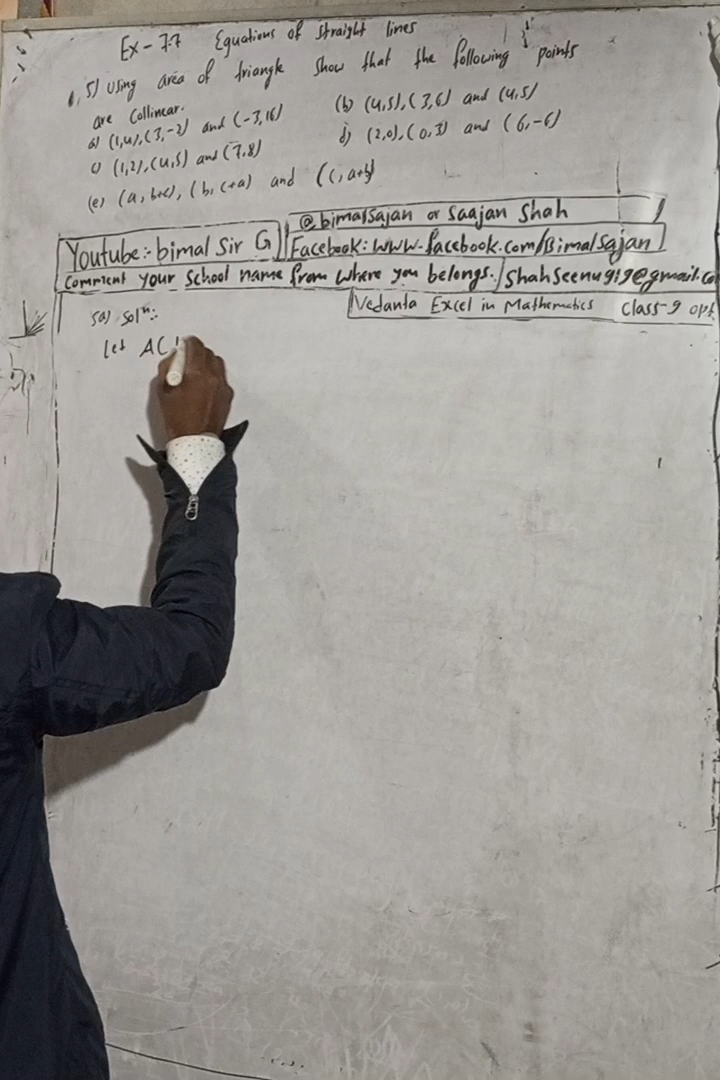 Ex - 7.7 Equations of straight lines
5) Using area of triangle show that the following points
are collinear.
a) (1,4), (3,-2) and (-3,16) (b) (4,5), (3,6) and (4,5)
c) (1,2), (4,5) and (7,8) d) (2,0), (0,3) and (6,-6)
(e) (a, b+c), (b, c+a) and (c, a+b)
@bimalsajan or Saajan Shah
Youtube:- bimal Sir G Facebook: www.facebook.com/Bimalsajan
Comment your School name from where you belongs./Shahseenu919@gmail.co
Vedanta Excel in Mathematics Class-9 opt
5a) Solⁿ:
Let A(1